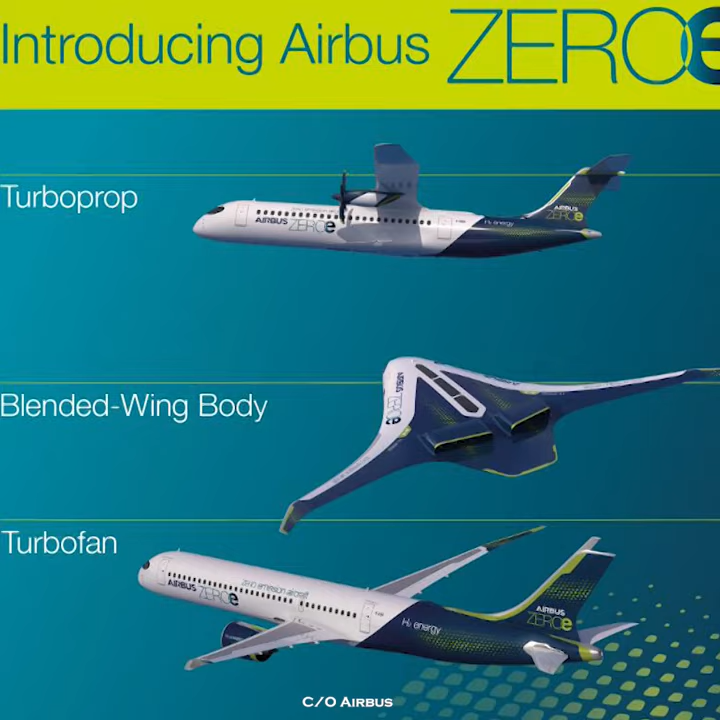 Introducing Airbus ZEROe
Turboprop
AIRBUS
ZEROe
H₂ energy
AIRBUS
ZEROe
Blended-Wing Body
AIRBUS
ZEROe
Turbofan
AIRBUS ZEROe
zero emission aircraft
H₂ energy
AIRBUS
ZEROe
C/O AIRBUS